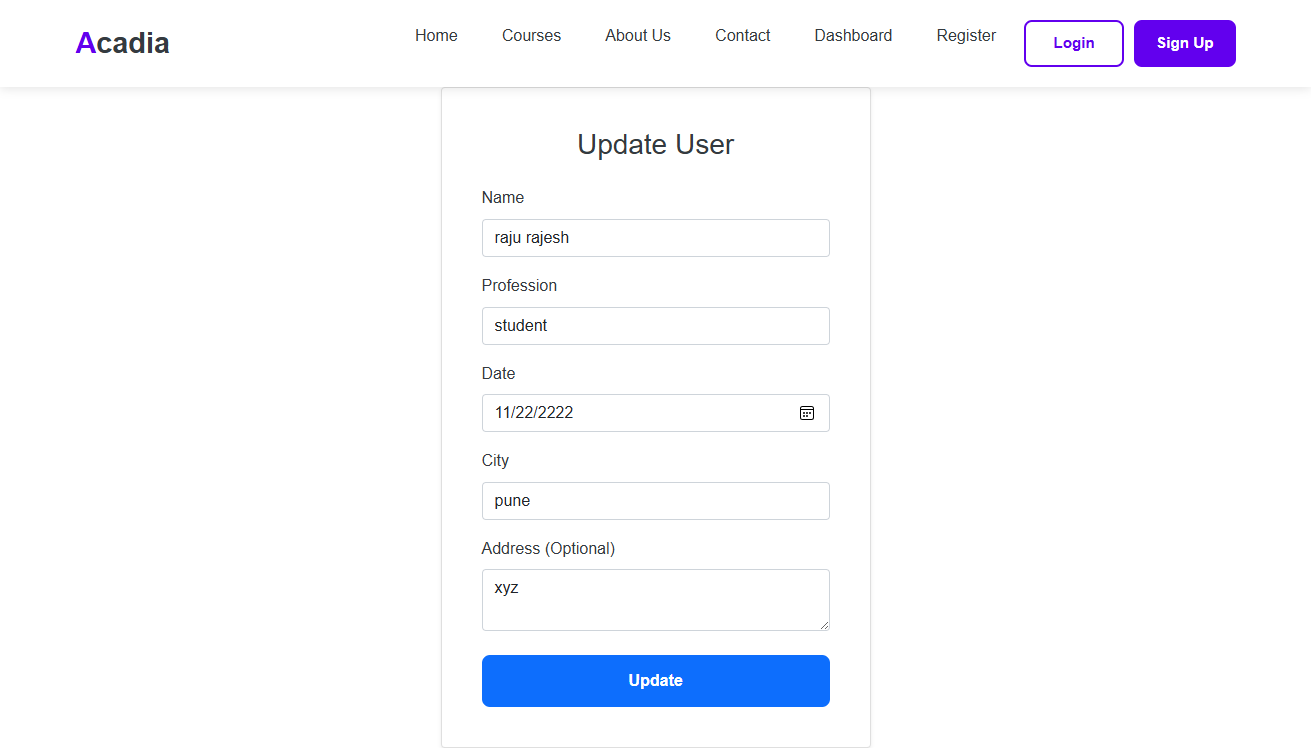 Acadia
Home Courses About Us Contact Dashboard Register Login Sign Up
Update User
Name
raju rajesh
Profession
student
Date
11/22/2222
City
pune
Address (Optional)
xyz
Update